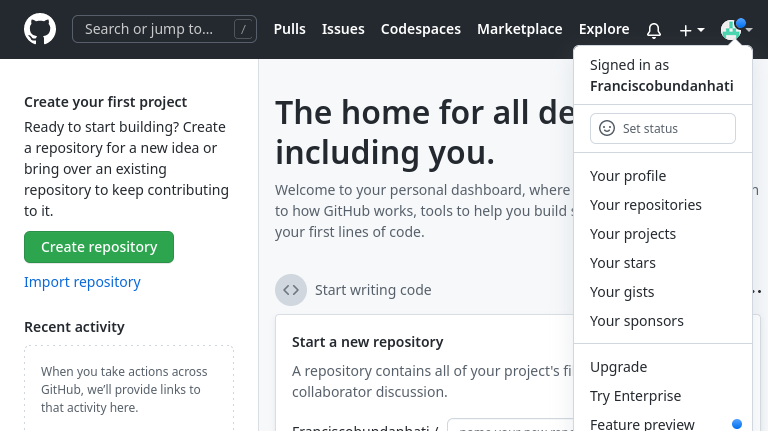 Search or jump to…
/
Pulls
Issues
Codespaces
Marketplace
Explore
Create your first project
Ready to start building? Create
a repository for a new idea or
bring over an existing
repository to keep contributing
to it.
Create repository
Import repository
Recent activity
When you take actions across
GitHub, we’ll provide links to
that activity here.
The home for all de
including you.
Welcome to your personal dashboard, where
to how GitHub works, tools to help you build
your first lines of code.
Start writing code
Start a new repository
A repository contains all of your project's
collaborator discussion.
Franciscobundanhati /
Signed in as
Franciscobundanhati
Set status
Your profile
Your repositories
Your projects
Your stars
Your gists
Your sponsors
Upgrade
Try Enterprise
Feature preview